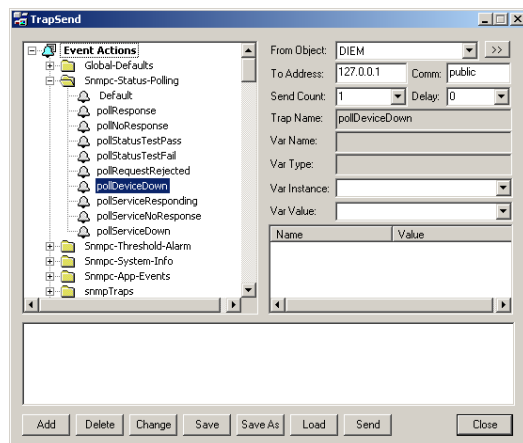 TrapSend
Event Actions
Global-Defaults
Snmpc-Status-Polling
Default
pollResponse
pollNoResponse
pollStatusTestPass
pollStatusTestFail
pollRequestRejected
pollDeviceDown
pollServiceResponding
pollServiceNoResponse
pollServiceDown
Snmpc-Threshold-Alarm
Snmpc-System-Info
Snmpc-App-Events
snmpTraps
From Object: DIEM >>
To Address: 127.0.0.1 Comm: public
Send Count: 1 Delay: 0
Trap Name: pollDeviceDown
Var Name:
Var Type:
Var Instance:
Var Value:
Name Value
Add Delete Change Save Save As Load Send Close